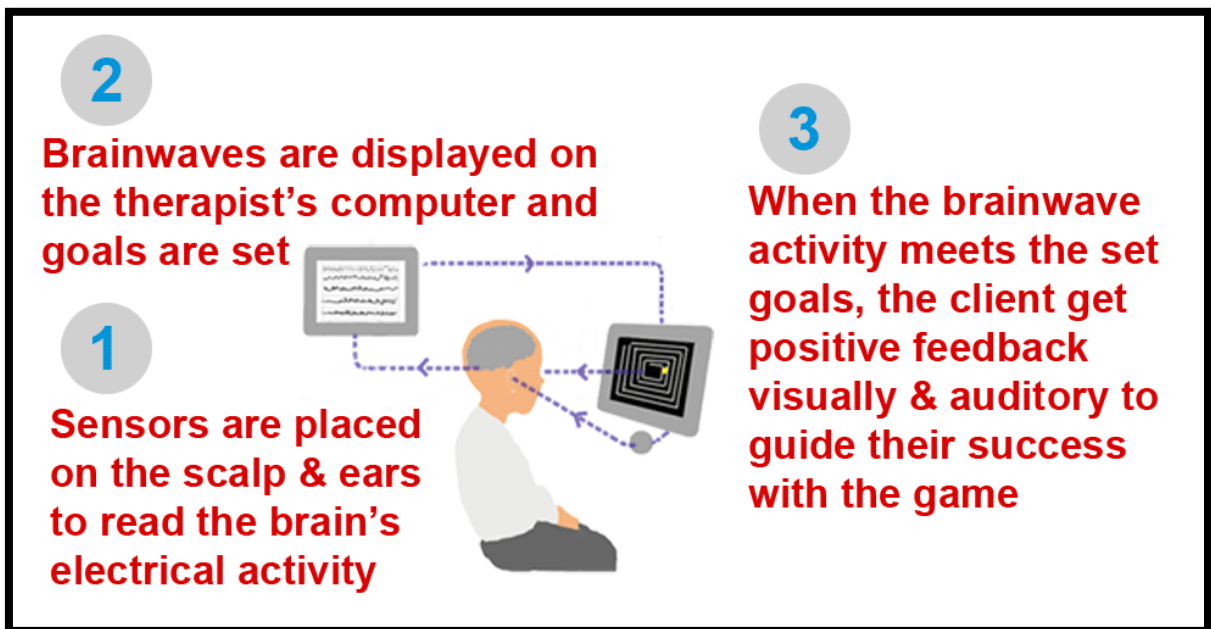 2
Brainwaves are displayed on
the therapist’s computer and
goals are set
1
Sensors are placed
on the scalp & ears
to read the brain’s
electrical activity
3
When the brainwave
activity meets the set
goals, the client get
positive feedback
visually & auditory to
guide their success
with the game